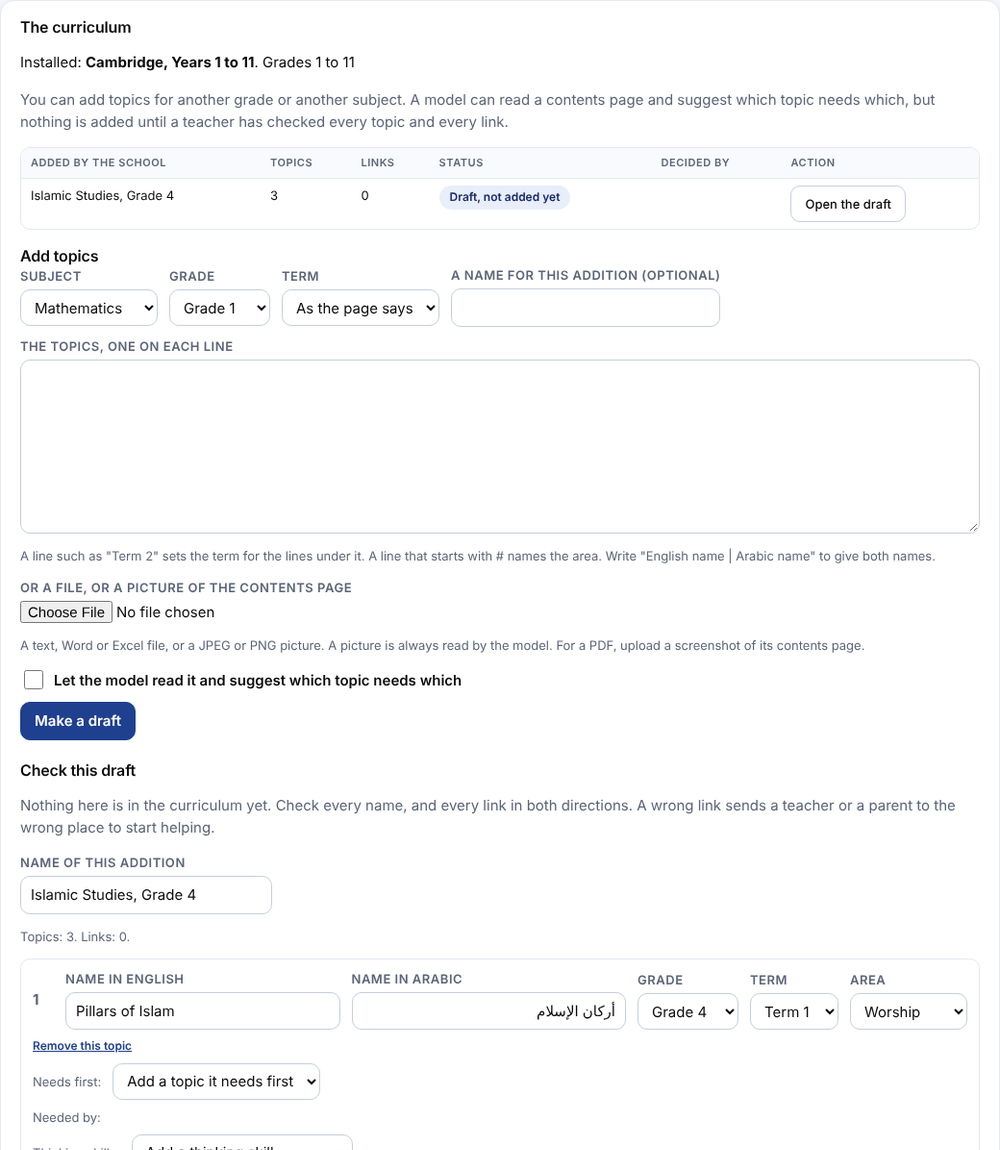 The curriculum
Installed: Cambridge, Years 1 to 11. Grades 1 to 11
You can add topics for another grade or another subject. A model can read a contents page and suggest which topic needs which, but
nothing is added until a teacher has checked every topic and every link.
ADDED BY THE SCHOOL TOPICS LINKS STATUS DECIDED BY ACTION
Islamic Studies, Grade 4 3 0 Draft, not added yet Open the draft
Add topics
SUBJECT GRADE TERM A NAME FOR THIS ADDITION (OPTIONAL)
Mathematics Grade 1 As the page says
THE TOPICS, ONE ON EACH LINE
A line such as "Term 2" sets the term for the lines under it. A line that starts with # names the area. Write "English name | Arabic name" to give both names.
OR A FILE, OR A PICTURE OF THE CONTENTS PAGE
Choose File No file chosen
A text, Word or Excel file, or a JPEG or PNG picture. A picture is always read by the model. For a PDF, upload a screenshot of its contents page.
Let the model read it and suggest which topic needs which
Make a draft
Check this draft
Nothing here is in the curriculum yet. Check every name, and every link in both directions. A wrong link sends a teacher or a parent to the
wrong place to start helping.
NAME OF THIS ADDITION
Islamic Studies, Grade 4
Topics: 3. Links: 0.
NAME IN ENGLISH NAME IN ARABIC GRADE TERM AREA
1 Pillars of Islam أركان الإسلام Grade 4 Term 1 Worship
Remove this topic
Needs first: Add a topic it needs first
Needed by: